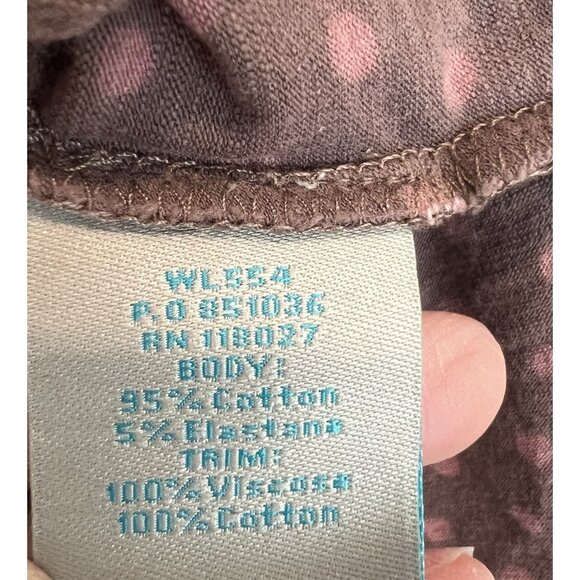 WL554
P.O 851036
RN 118027
BODY:
95% Cotton
5% Elastane
TRIM:
100% Viscose
100% Cotton